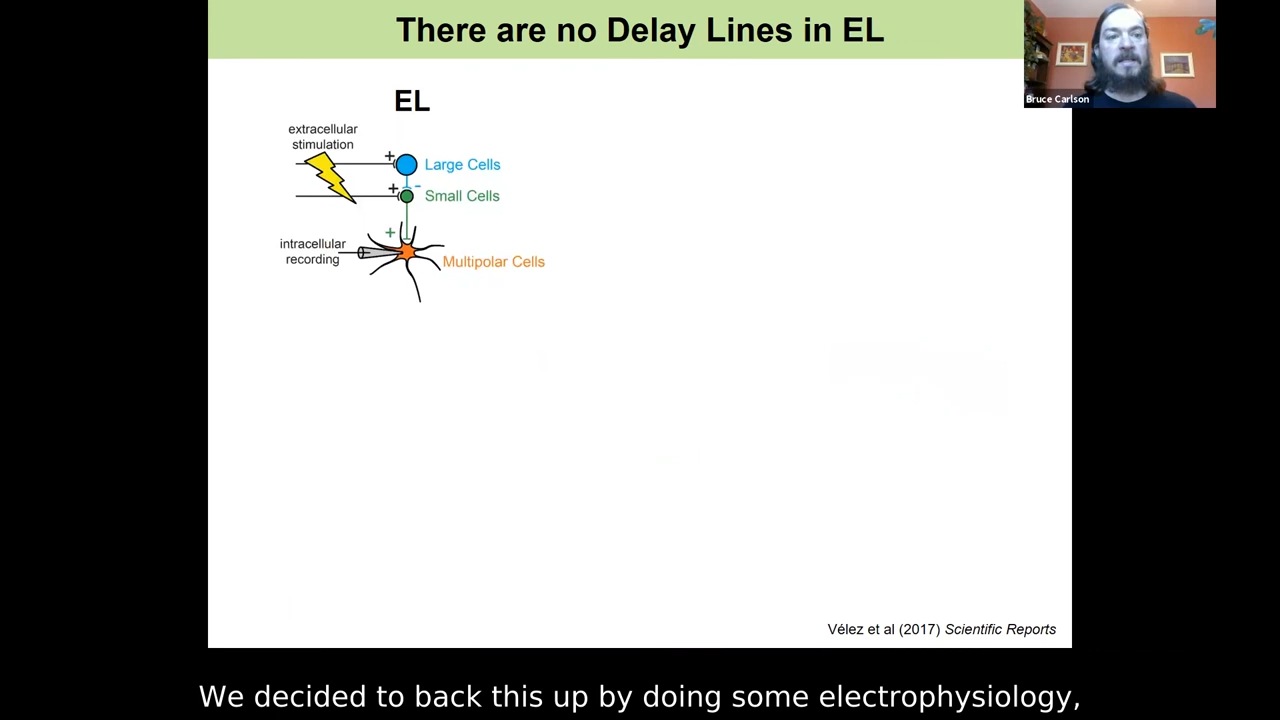 There are no Delay Lines in EL
Bruce Carlson
EL
extracellular
stimulation
+
Large Cells
-
+
Small Cells
+
intracellular
recording
Multipolar Cells
Vélez et al (2017) Scientific Reports
We decided to back this up by doing some electrophysiology,